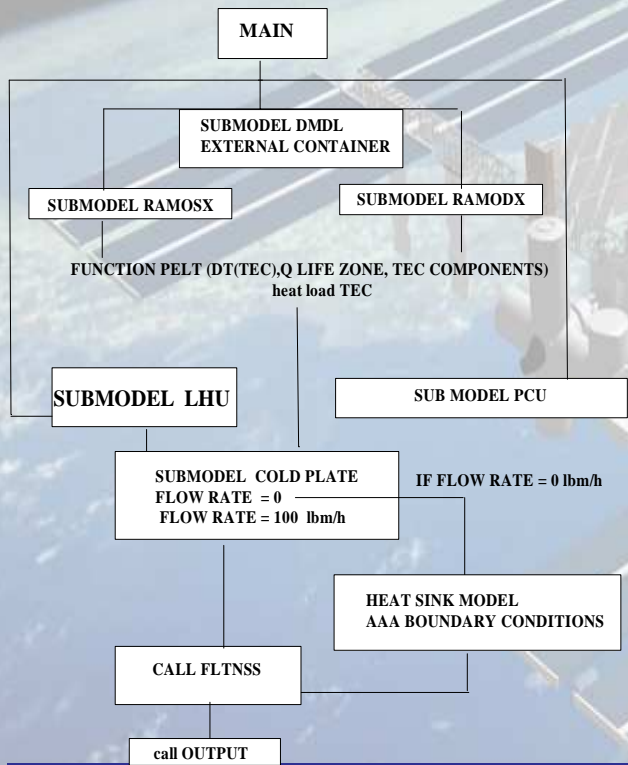 MAIN
SUBMODEL DMDL
EXTERNAL CONTAINER
SUBMODEL RAMOSX
SUBMODEL RAMODX
FUNCTION PELT (DT(TEC),Q LIFE ZONE, TEC COMPONENTS)
heat load TEC
SUBMODEL LHU
SUB MODEL PCU
SUBMODEL COLD PLATE
FLOW RATE = 0
FLOW RATE = 100 lbm/h
IF FLOW RATE = 0 lbm/h
HEAT SINK MODEL
AAA BOUNDARY CONDITIONS
CALL FLTNSS
call OUTPUT